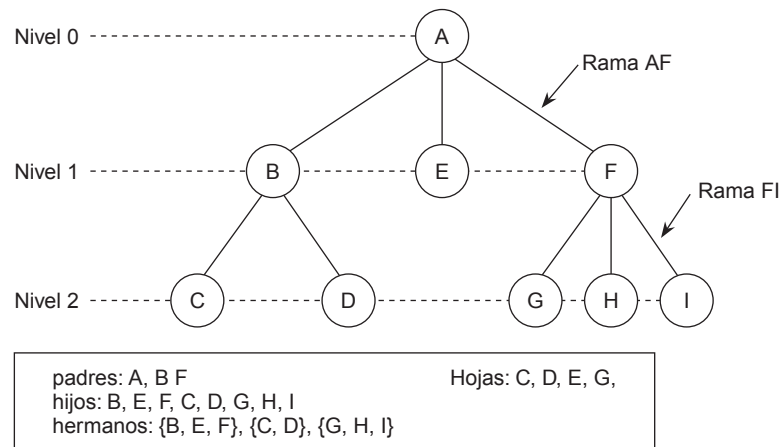 Nivel 0
A
Rama AF
Nivel 1
B
E
F
Rama FI
Nivel 2
C
D
G
H
I
padres: A, B F
Hojas: C, D, E, G,
hijos: B, E, F, C, D, G, H, I
hermanos: {B, E, F}, {C, D}, {G, H, I}